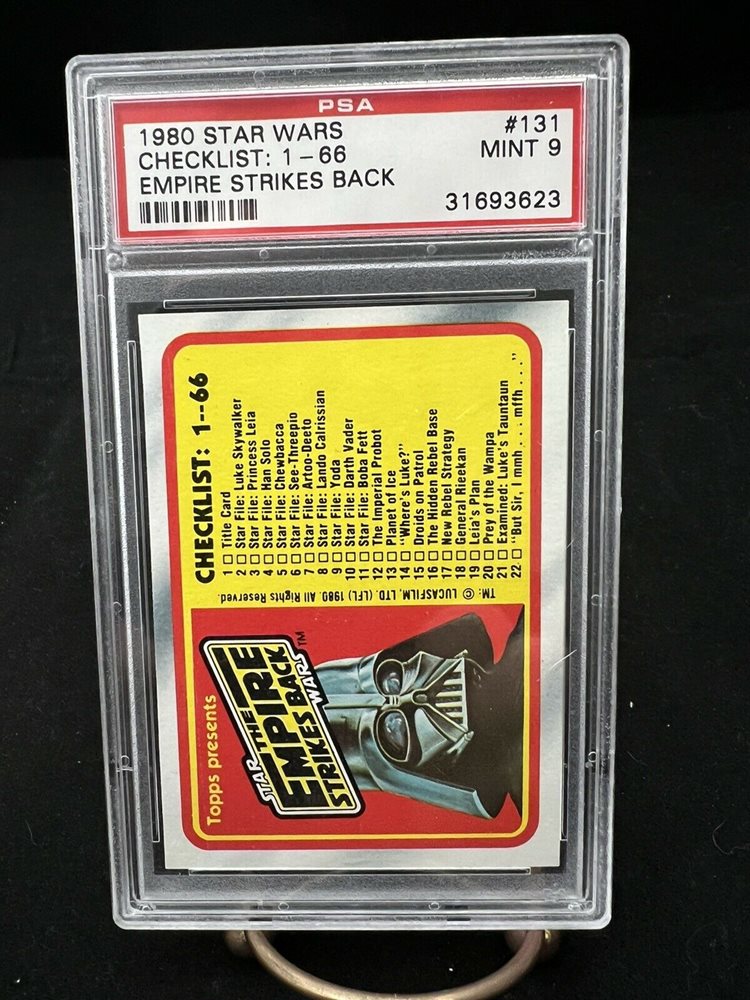 PSA
1980 STAR WARS #131
CHECKLIST: 1-66 MINT 9
EMPIRE STRIKES BACK
31693623
Topps presents
STAR THE
EMPIRE
STRIKES BACK
WARS™
CHECKLIST: 1--66
1 □ Title Card
2 □ Star File: Luke Skywalker
3 □ Star File: Princess Leia
4 □ Star File: Han Solo
5 □ Star File: Chewbacca
6 □ Star File: See-Threepio
7 □ Star File: Artoo-Deeto
8 □ Star File: Lando Calrissian
9 □ Star File: Yoda
10 □ Star File: Darth Vader
11 □ Star File: Boba Fett
12 □ The Imperial Probot
13 □ Planet of Ice
14 □ "Where's Luke?"
15 □ Droids on Patrol
16 □ The Hidden Rebel Base
17 □ New Rebel Strategy
18 □ General Rieekan
19 □ Leia's Plan
20 □ Prey of the Wampa
21 □ Examined: Luke's Tauntaun
22 □ "But Sir, I mmh . . . mffh . . ."
TM: © LUCASFILM, LTD. (LFL) 1980. All Rights Reserved.